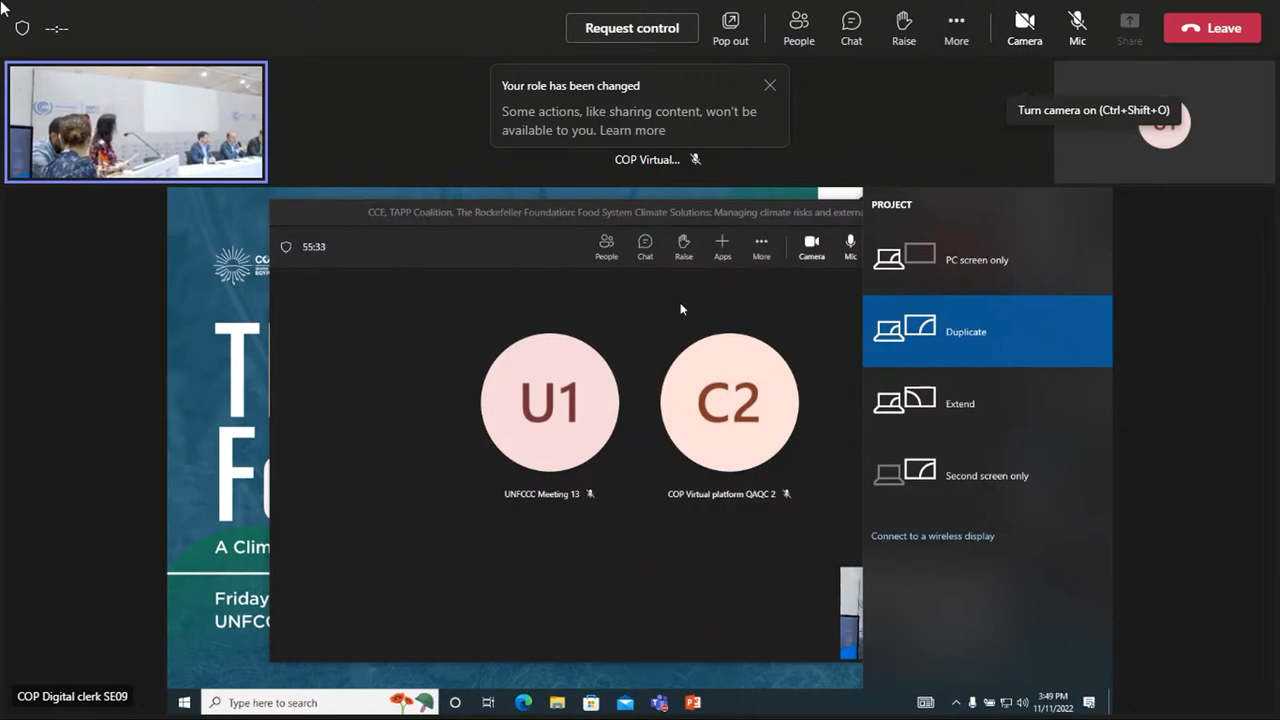 --:--
Request control
Pop out
People
Chat
Raise
More
Camera
Mic
Share
Leave
Your role has been changed
Some actions, like sharing content, won't be
available to you. Learn more
Turn camera on (Ctrl+Shift+O)
COP Virtual...
CCE, TAPP Coalition, The Rockefeller Foundation: Food System Climate Solutions: Managing climate risks and externa
55:33
People
Chat
Raise
Apps
More
Camera
Mic
PROJECT
PC screen only
Duplicate
Extend
Second screen only
Connect to a wireless display
U1
C2
UNFCCC Meeting 13
COP Virtual platform QAQC 2
A Clim
Friday
UNFCC
COP Digital clerk SE09
Type here to search
3:49 PM
11/11/2022